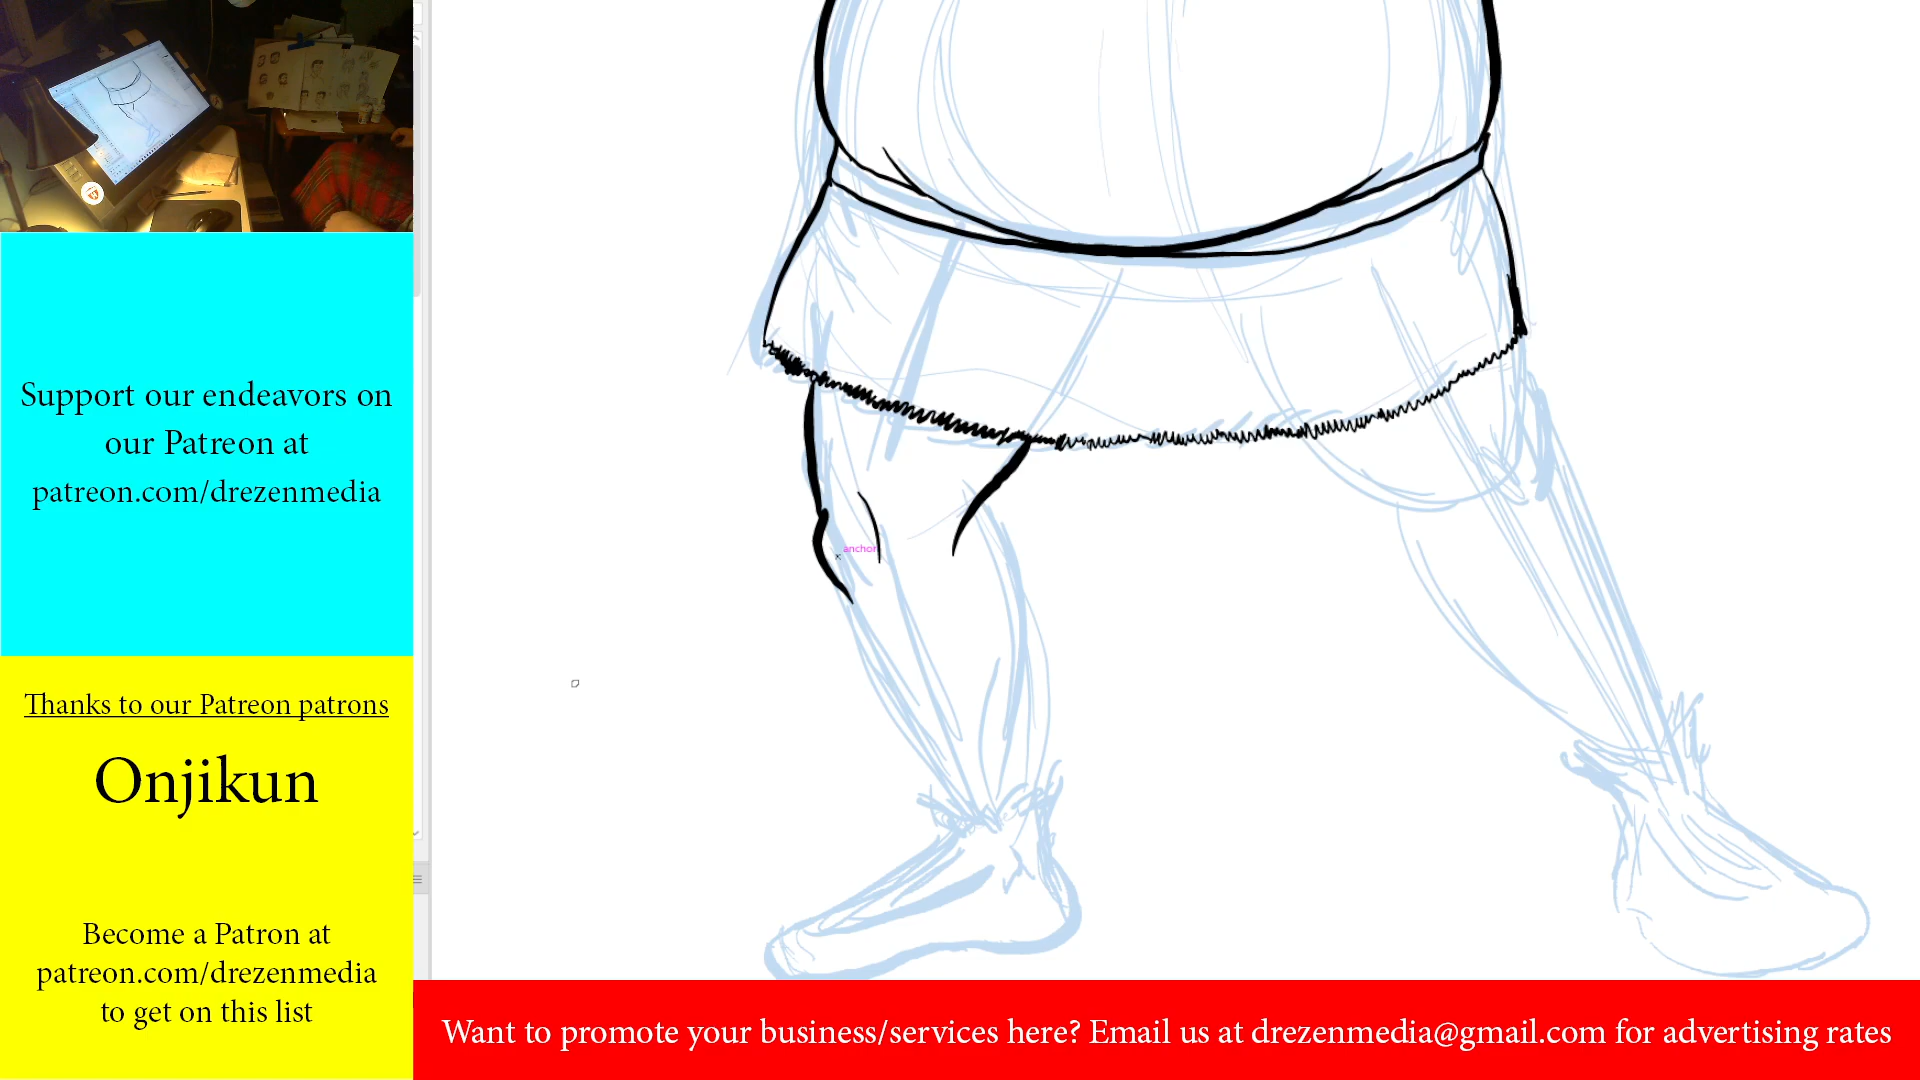 Support our endeavors on
our Patreon at
patreon.com/drezenmedia
Thanks to our Patreon patrons
Onjikun
Become a Patron at
patreon.com/drezenmedia
to get on this list
anchor
Want to promote your business/services here? Email us at drezenmedia@gmail.com for advertising rates